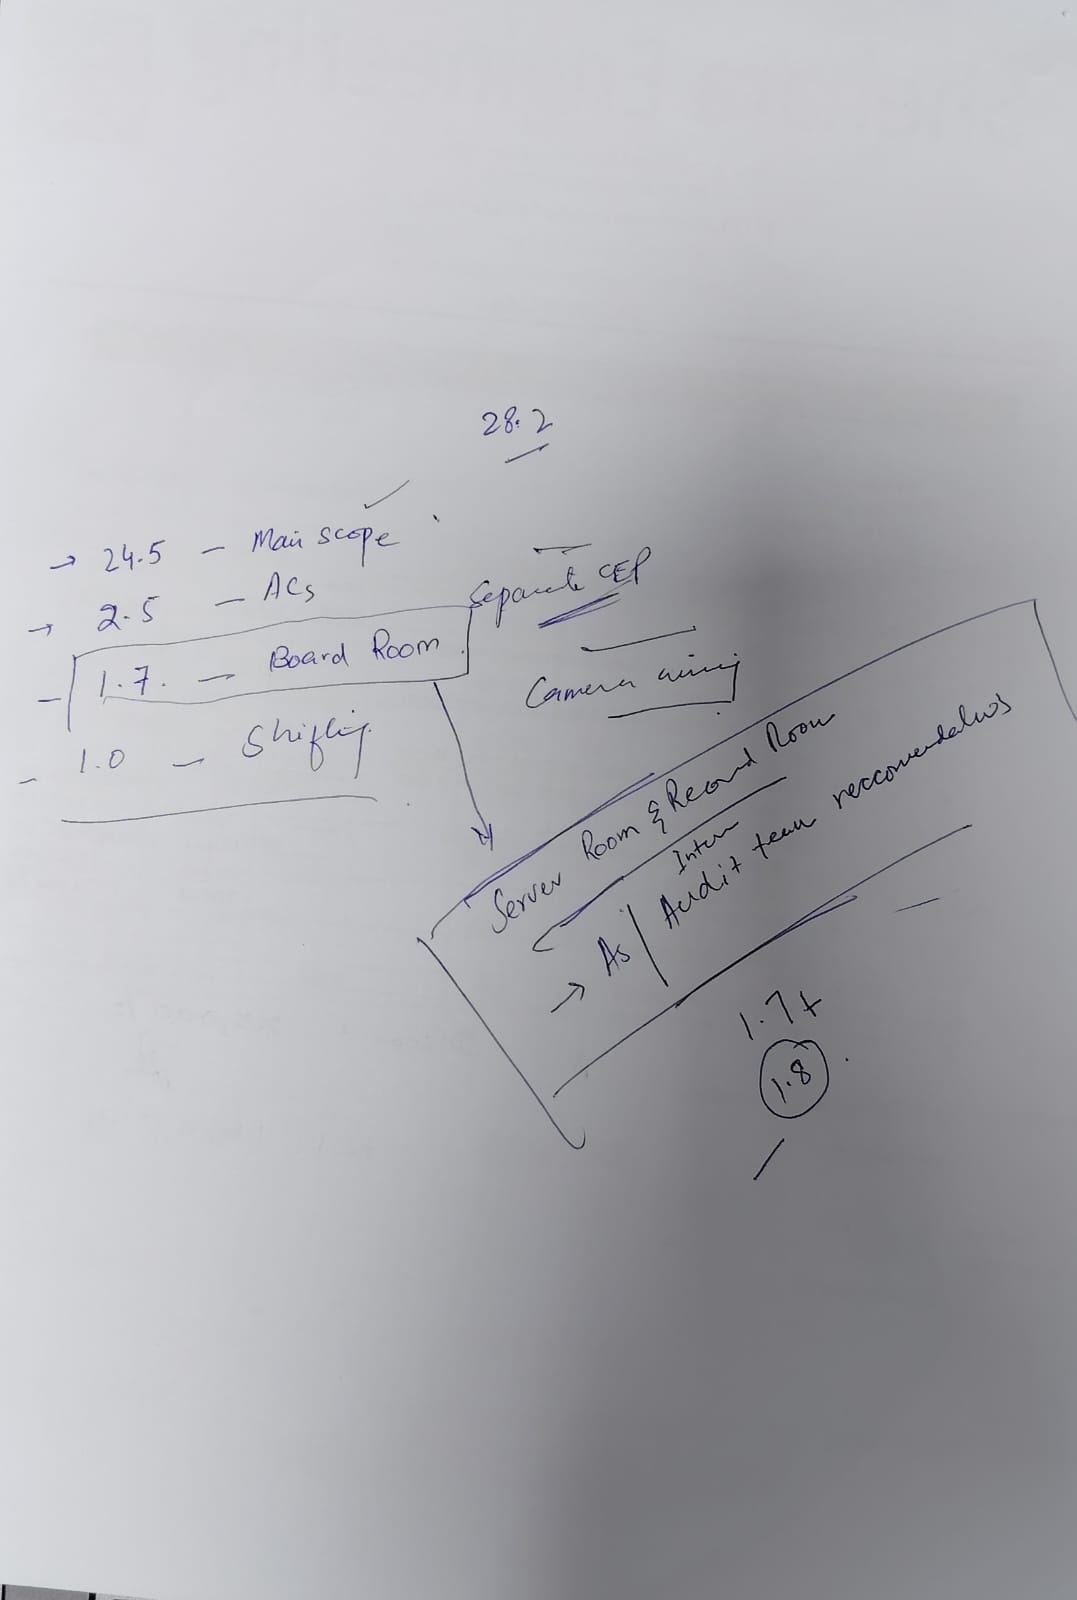 28.2
→ 24.5 - Main scope
→ 2.5 - ACs
Separate CEP
- 1.7. - Board Room
Camera wiring
- 1.0 - Shifting
Server Room & Record Room
Intern
→ As / Audit team reccomendations
1.7 +
1.8